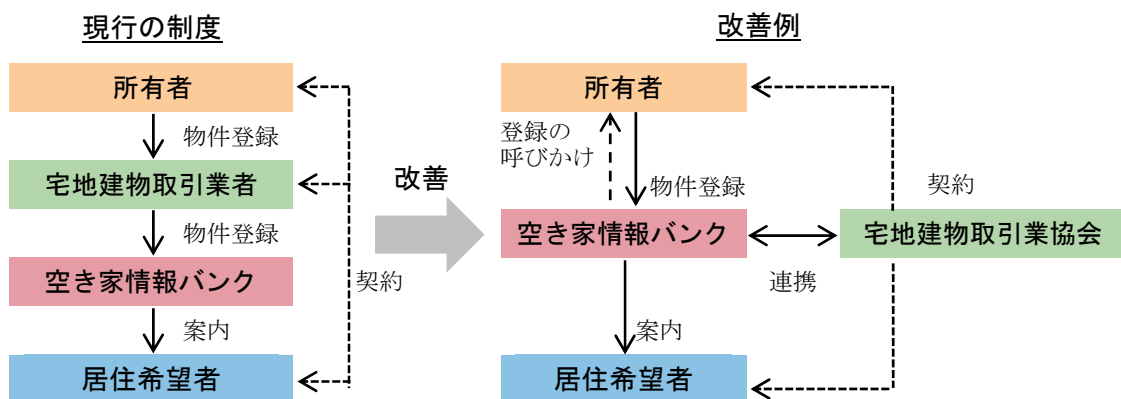 現行の制度
所有者
物件登録
宅地建物取引業者
物件登録
空き家情報バンク
契約
案内
居住希望者
改善
改善例
所有者
登録の
呼びかけ
物件登録
契約
空き家情報バンク
宅地建物取引業協会
連携
案内
居住希望者